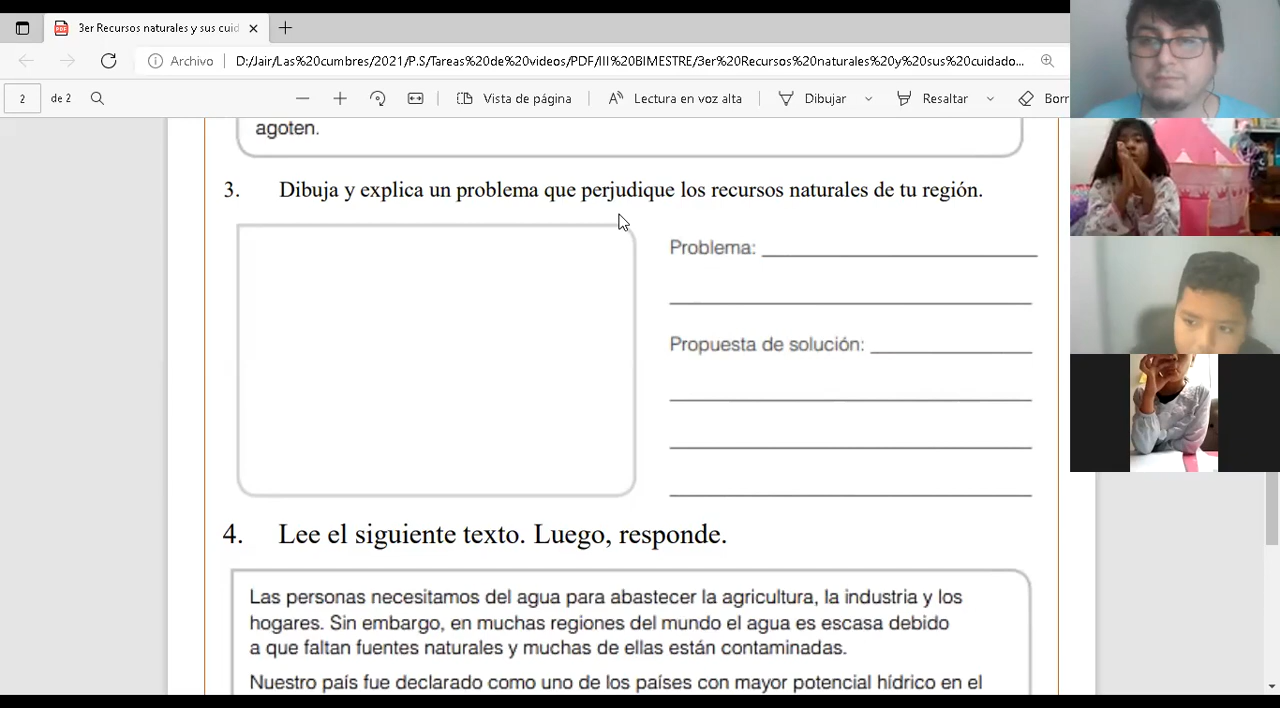 3er Recursos naturales y sus cuid
Archivo
D:/Jair/Las%20cumbres/2021/P.S/Tareas%20de%20videos/PDF/III%20BIMESTRE/3er%20Recursos%20naturales%20y%20sus%20cuidado...
2 de 2
Vista de página
Lectura en voz alta
Dibujar
Resaltar
Borr
agoten.
3. Dibuja y explica un problema que perjudique los recursos naturales de tu región.
Problema:
Propuesta de solución:
4. Lee el siguiente texto. Luego, responde.
Las personas necesitamos del agua para abastecer la agricultura, la industria y los
hogares. Sin embargo, en muchas regiones del mundo el agua es escasa debido
a que faltan fuentes naturales y muchas de ellas están contaminadas.
Nuestro país fue declarado como uno de los países con mayor potencial hídrico en el